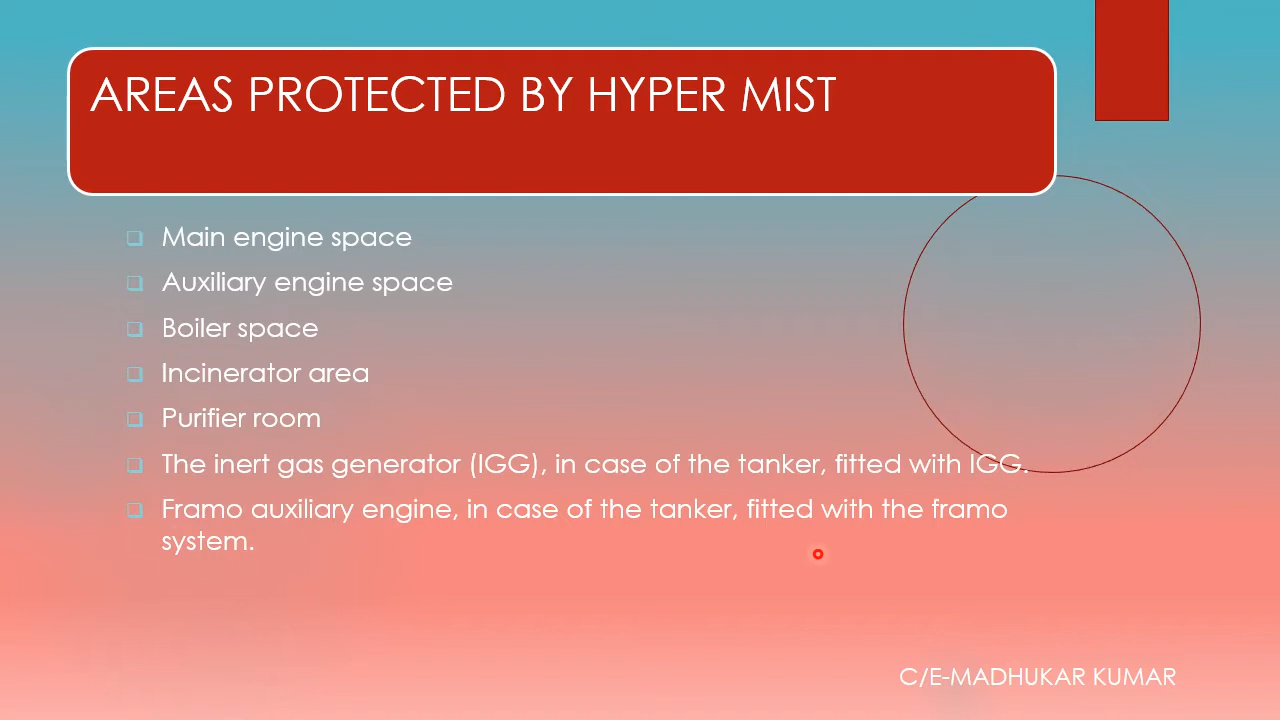 AREAS PROTECTED BY HYPER MIST
Main engine space
Auxiliary engine space
Boiler space
Incinerator area
Purifier room
The inert gas generator (IGG), in case of the tanker, fitted with IGG.
Framo auxiliary engine, in case of the tanker, fitted with the framo
system.
C/E-MADHUKAR KUMAR